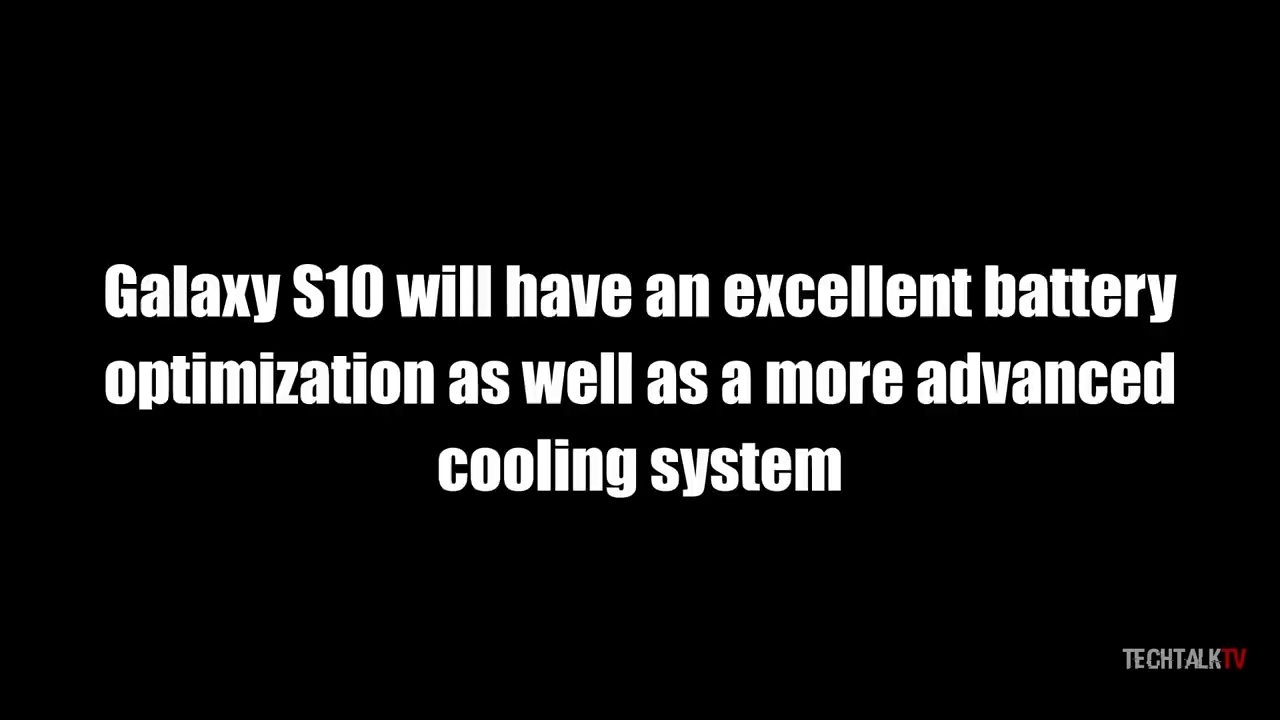 Galaxy S10 will have an excellent battery
optimization as well as a more advanced
cooling system
TECHTALKTV